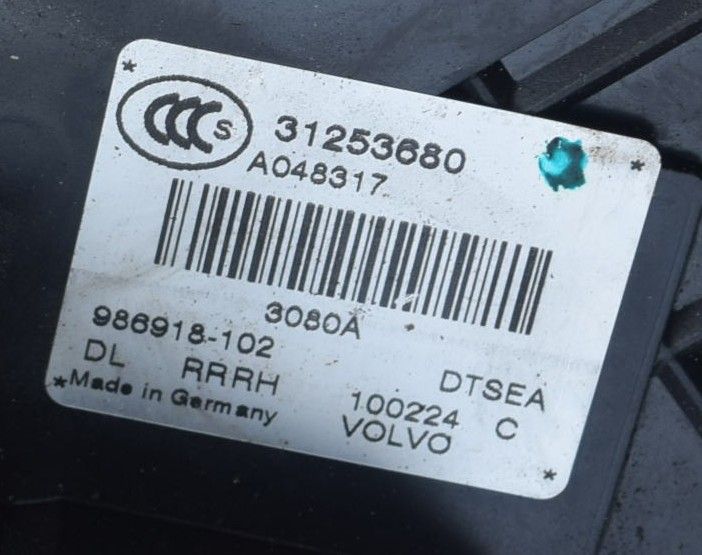 CCC S 31253680
A048317
3080A
986918-102
DL RRRH DTSEA
100224 C
Made in Germany VOLVO